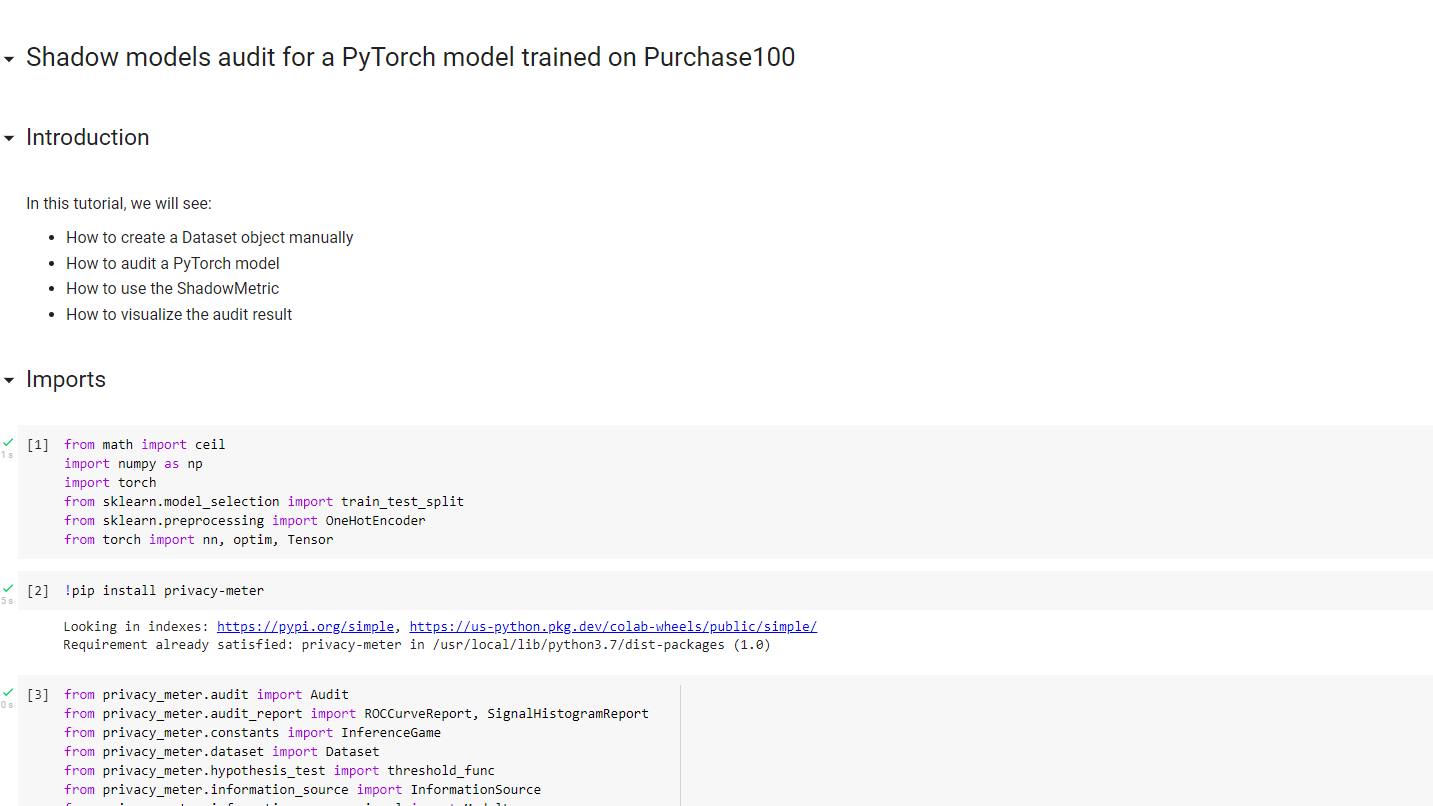 Shadow models audit for a PyTorch model trained on Purchase100
Introduction
In this tutorial, we will see:
• How to create a Dataset object manually
• How to audit a PyTorch model
• How to use the ShadowMetric
• How to visualize the audit result
Imports
1 s
[1] from math import ceil
import numpy as np
import torch
from sklearn.model_selection import train_test_split
from sklearn.preprocessing import OneHotEncoder
from torch import nn, optim, Tensor
5 s
[2] !pip install privacy-meter
Looking in indexes: https://pypi.org/simple, https://us-python.pkg.dev/colab-wheels/public/simple/
Requirement already satisfied: privacy-meter in /usr/local/lib/python3.7/dist-packages (1.0)
0 s
[3] from privacy_meter.audit import Audit
from privacy_meter.audit_report import ROCCurveReport, SignalHistogramReport
from privacy_meter.constants import InferenceGame
from privacy_meter.dataset import Dataset
from privacy_meter.hypothesis_test import threshold_func
from privacy_meter.information_source import InformationSource